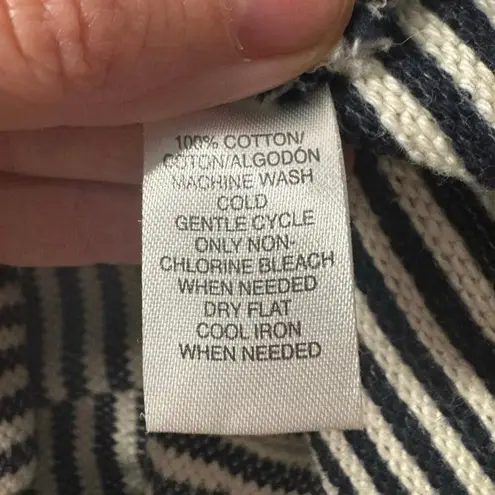 100% COTTON/
COTON/ALGODÓN
MACHINE WASH
COLD
GENTLE CYCLE
ONLY NON-
CHLORINE BLEACH
WHEN NEEDED
DRY FLAT
COOL IRON
WHEN NEEDED